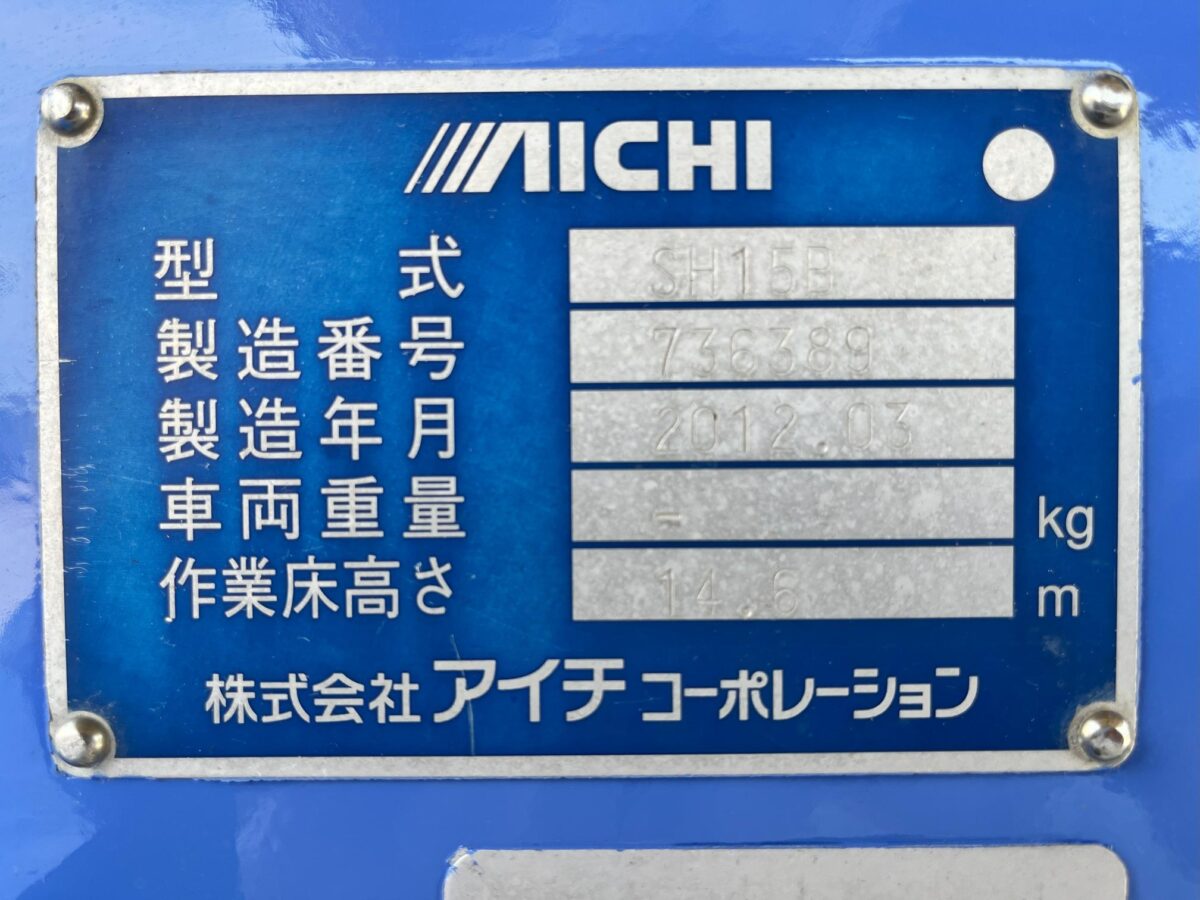 AICHI
型式 SH15B
製造番号 736389
製造年月 2012.03
車両重量 - kg
作業床高さ 14.6 m
株式会社アイチコーポレーション